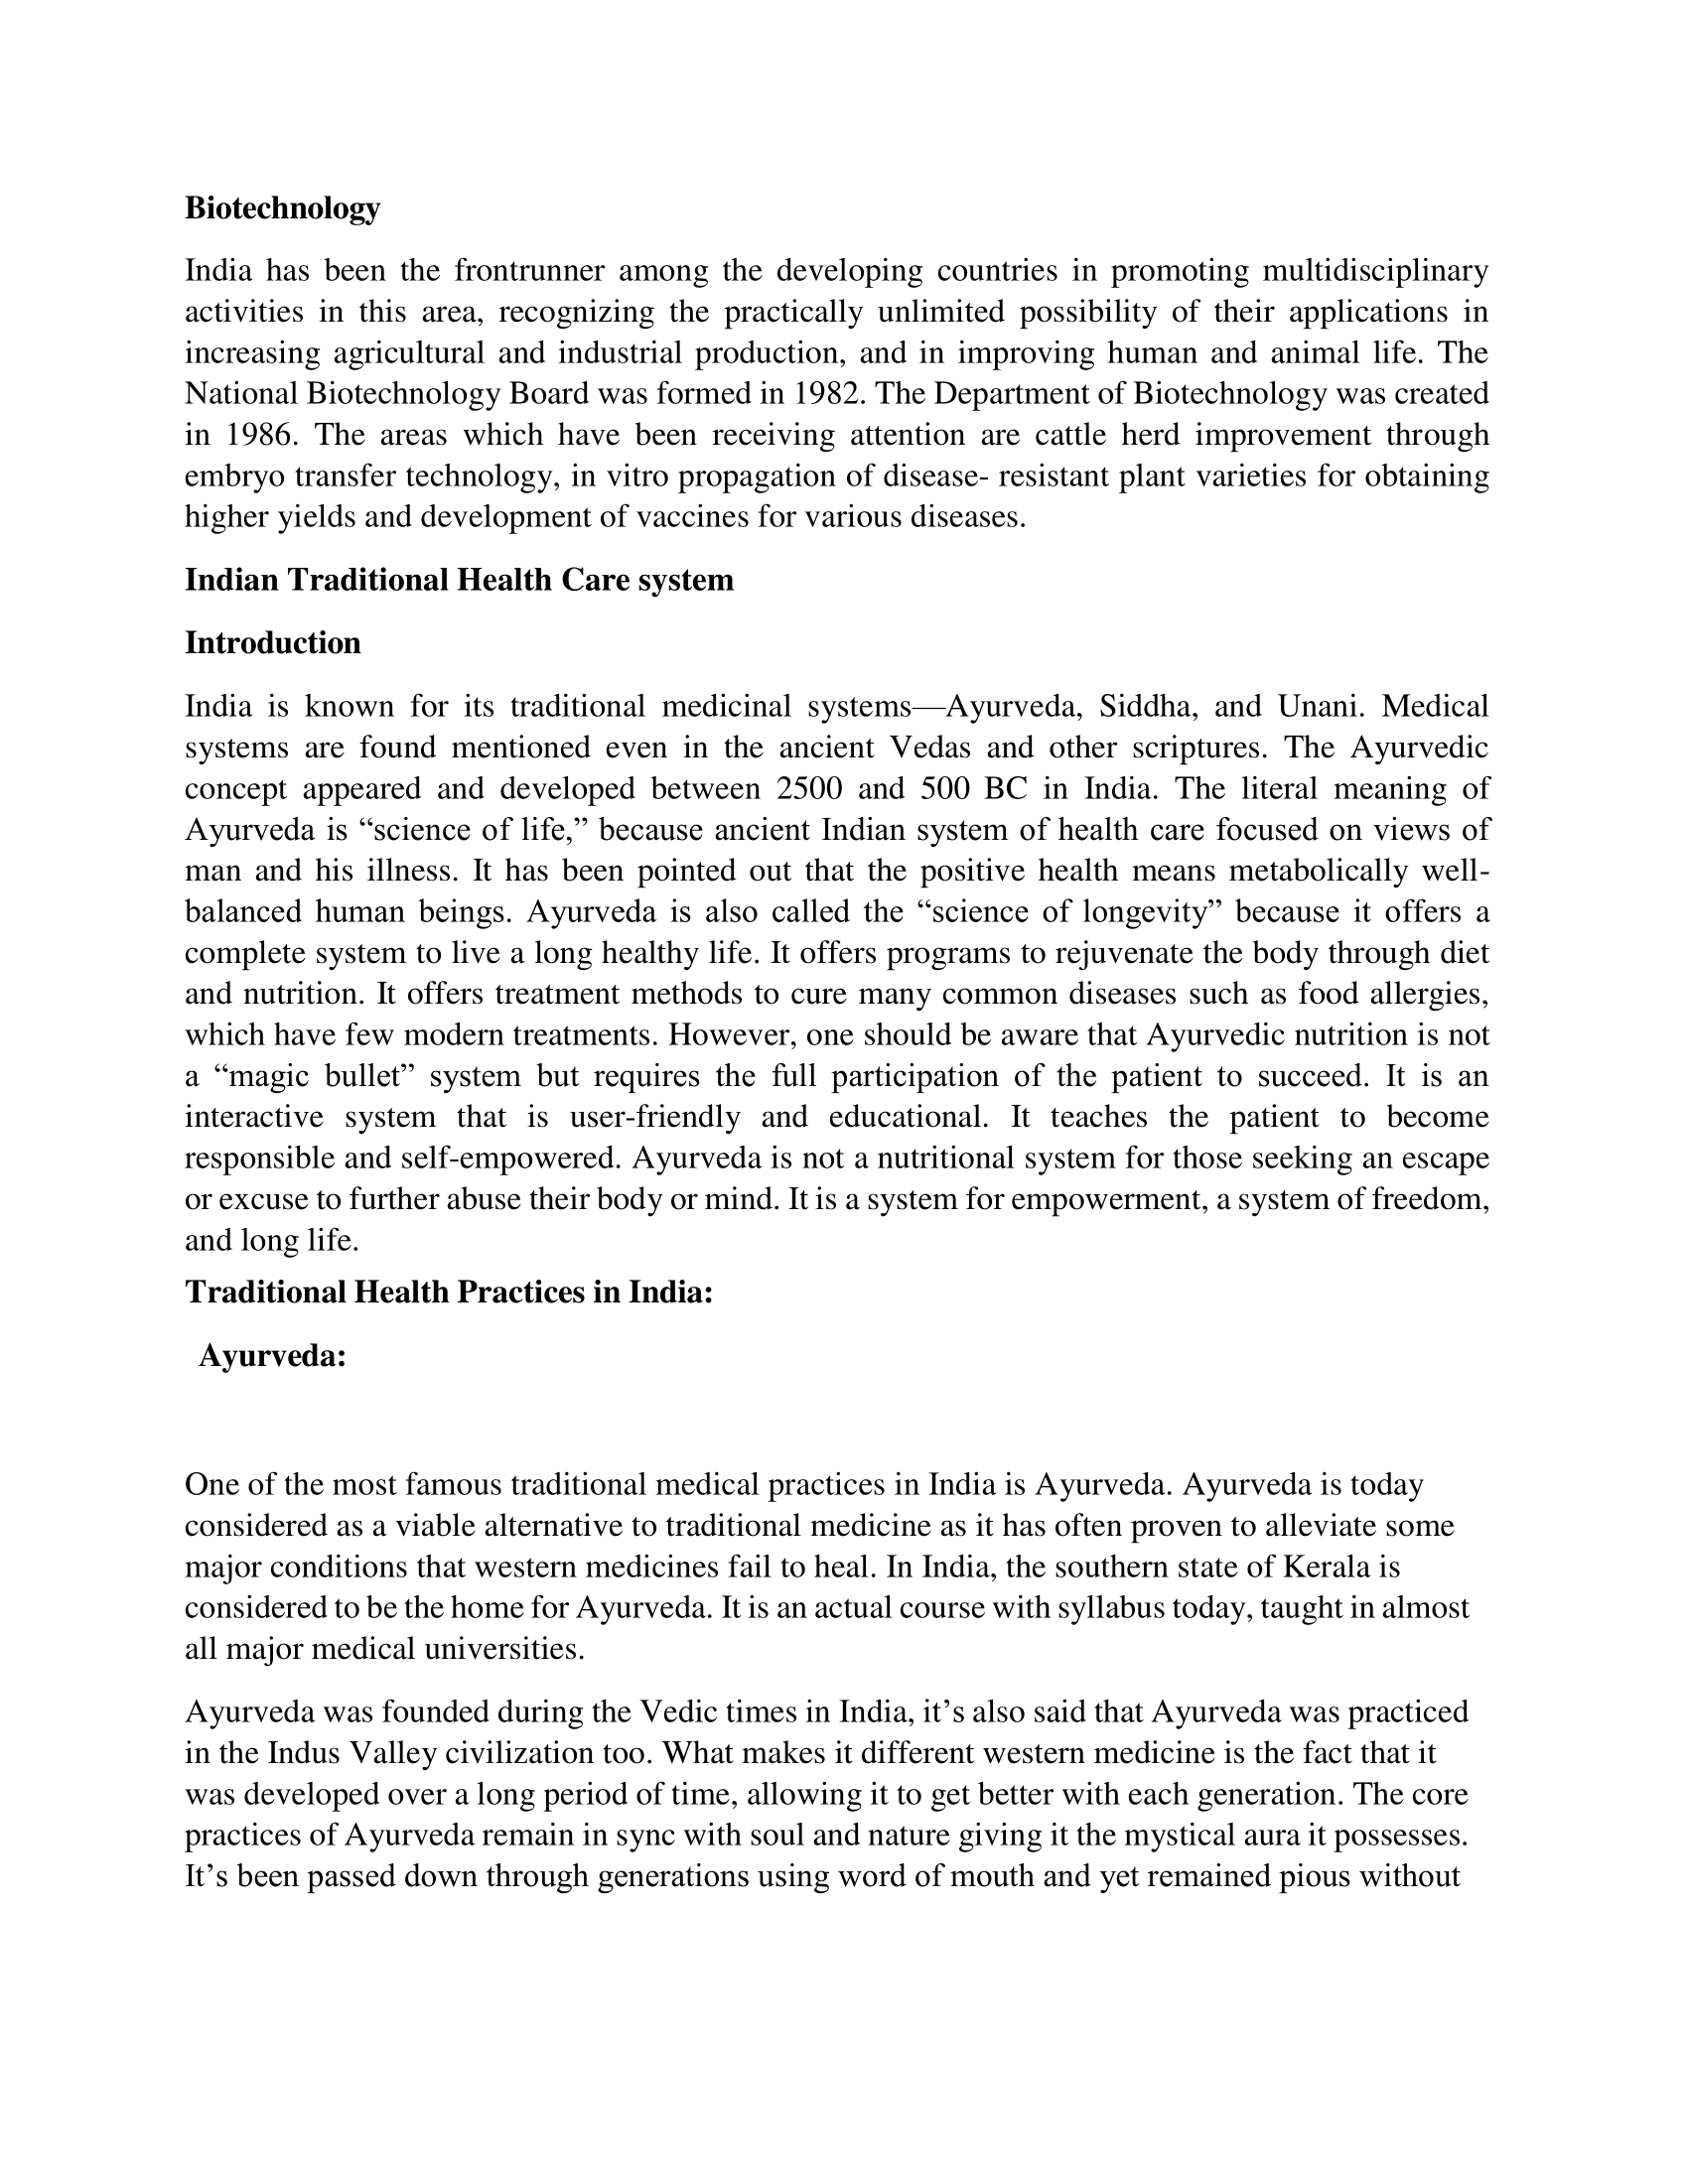 Biotechnology
India has been the frontrunner among the developing countries in promoting multidisciplinary
activities in this area, recognizing the practically unlimited possibility of their applications in
increasing agricultural and industrial production, and in improving human and animal life. The
National Biotechnology Board was formed in 1982. The Department of Biotechnology was created
in 1986. The areas which have been receiving attention are cattle herd improvement through
embryo transfer technology, in vitro propagation of disease- resistant plant varieties for obtaining
higher yields and development of vaccines for various diseases.
Indian Traditional Health Care system
Introduction
India is known for its traditional medicinal systems—Ayurveda, Siddha, and Unani. Medical
systems are found mentioned even in the ancient Vedas and other scriptures. The Ayurvedic
concept appeared and developed between 2500 and 500 BC in India. The literal meaning of
Ayurveda is “science of life,” because ancient Indian system of health care focused on views of
man and his illness. It has been pointed out that the positive health means metabolically well-
balanced human beings. Ayurveda is also called the “science of longevity” because it offers a
complete system to live a long healthy life. It offers programs to rejuvenate the body through diet
and nutrition. It offers treatment methods to cure many common diseases such as food allergies,
which have few modern treatments. However, one should be aware that Ayurvedic nutrition is not
a “magic bullet” system but requires the full participation of the patient to succeed. It is an
interactive system that is user-friendly and educational. It teaches the patient to become
responsible and self-empowered. Ayurveda is not a nutritional system for those seeking an escape
or excuse to further abuse their body or mind. It is a system for empowerment, a system of freedom,
and long life.
Traditional Health Practices in India:
Ayurveda:
One of the most famous traditional medical practices in India is Ayurveda. Ayurveda is today
considered as a viable alternative to traditional medicine as it has often proven to alleviate some
major conditions that western medicines fail to heal. In India, the southern state of Kerala is
considered to be the home for Ayurveda. It is an actual course with syllabus today, taught in almost
all major medical universities.
Ayurveda was founded during the Vedic times in India, it’s also said that Ayurveda was practiced
in the Indus Valley civilization too. What makes it different western medicine is the fact that it
was developed over a long period of time, allowing it to get better with each generation. The core
practices of Ayurveda remain in sync with soul and nature giving it the mystical aura it possesses.
It’s been passed down through generations using word of mouth and yet remained pious without